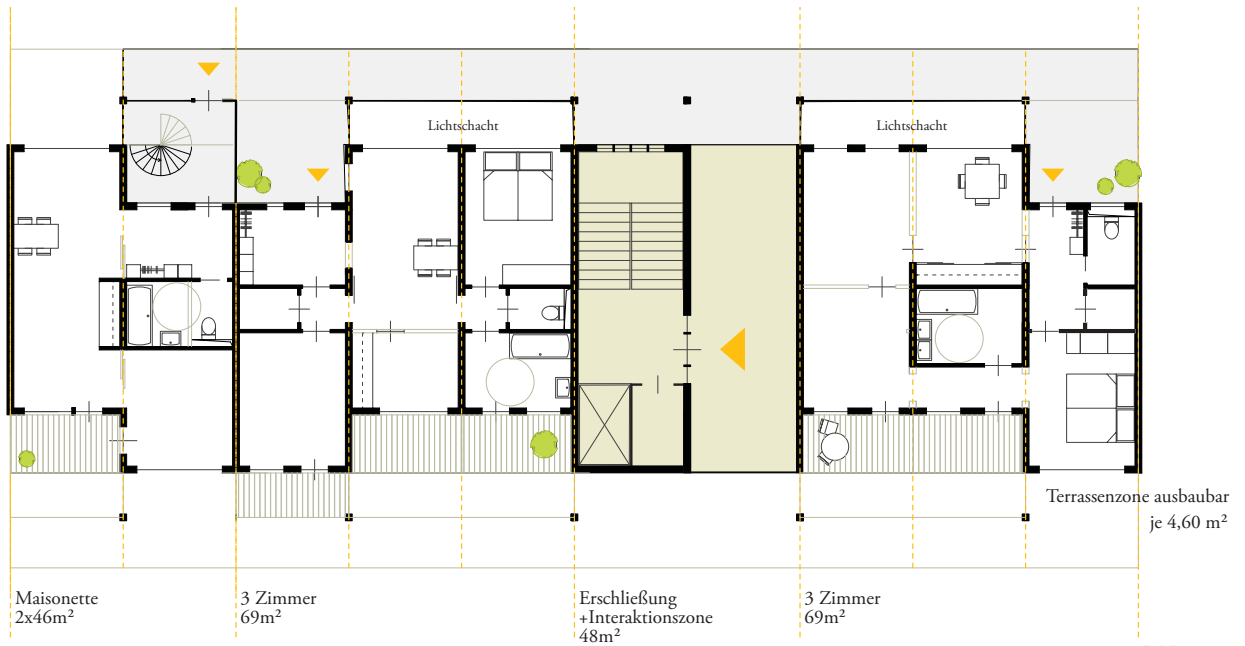 Lichtschacht
Lichtschacht
Terrassenzone ausbaubar
je 4,60 m²
Maisonette
2x46m²
3 Zimmer
69m²
Erschließung
+Interaktionszone
48m²
3 Zimmer
69m²